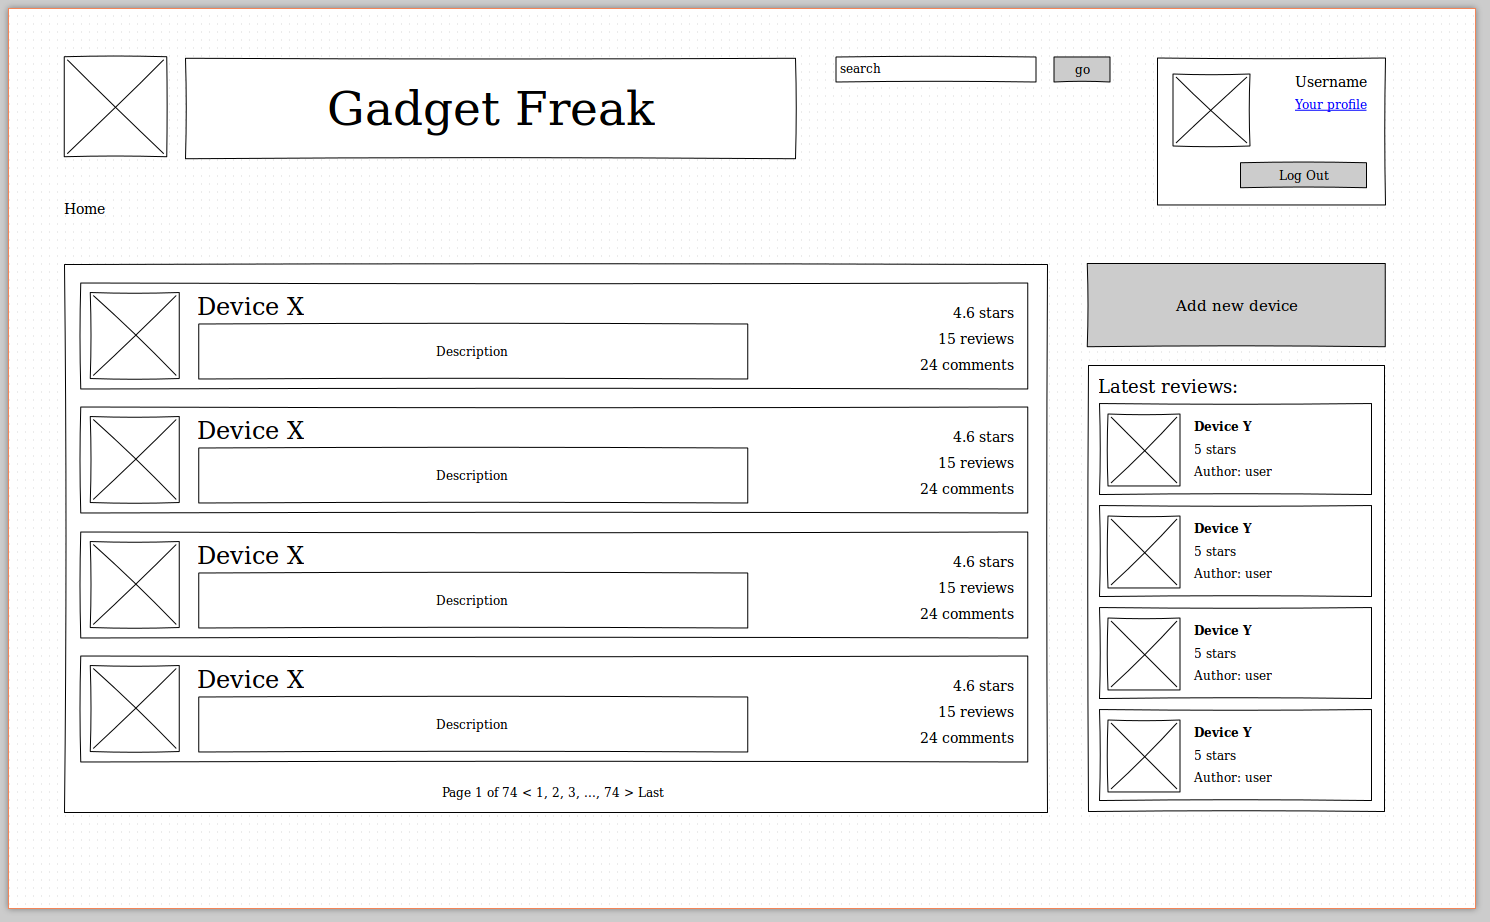 Gadget Freak
search
go
Username
Your profile
Log Out
Home
Device X
Description
4.6 stars
15 reviews
24 comments
Device X
Description
4.6 stars
15 reviews
24 comments
Device X
Description
4.6 stars
15 reviews
24 comments
Device X
Description
4.6 stars
15 reviews
24 comments
Page 1 of 74 < 1, 2, 3, ..., 74 > Last
Add new device
Latest reviews:
Device Y
5 stars
Author: user
Device Y
5 stars
Author: user
Device Y
5 stars
Author: user
Device Y
5 stars
Author: user